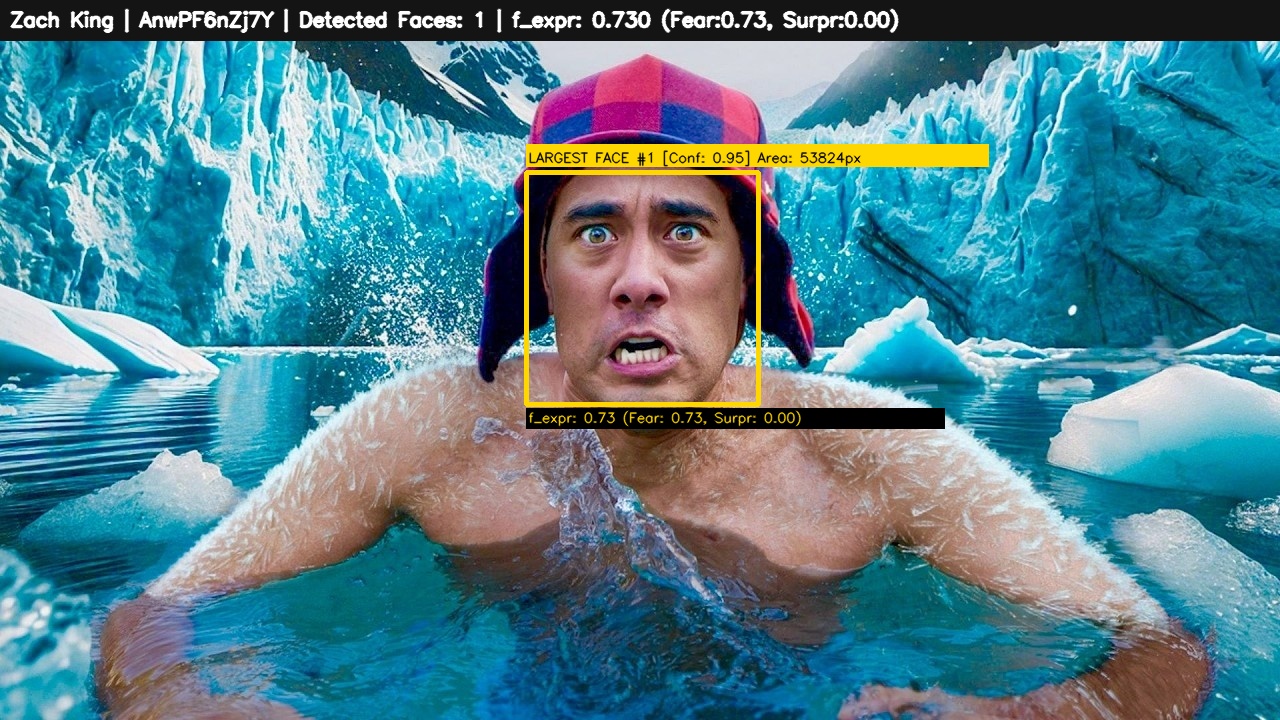 Zach King | AnwPF6nZj7Y | Detected Faces: 1 | f_expr: 0.730 (Fear:0.73, Surpr:0.00)
LARGEST FACE #1 [Conf: 0.95] Area: 53824px
f_expr: 0.73 (Fear: 0.73, Surpr: 0.00)